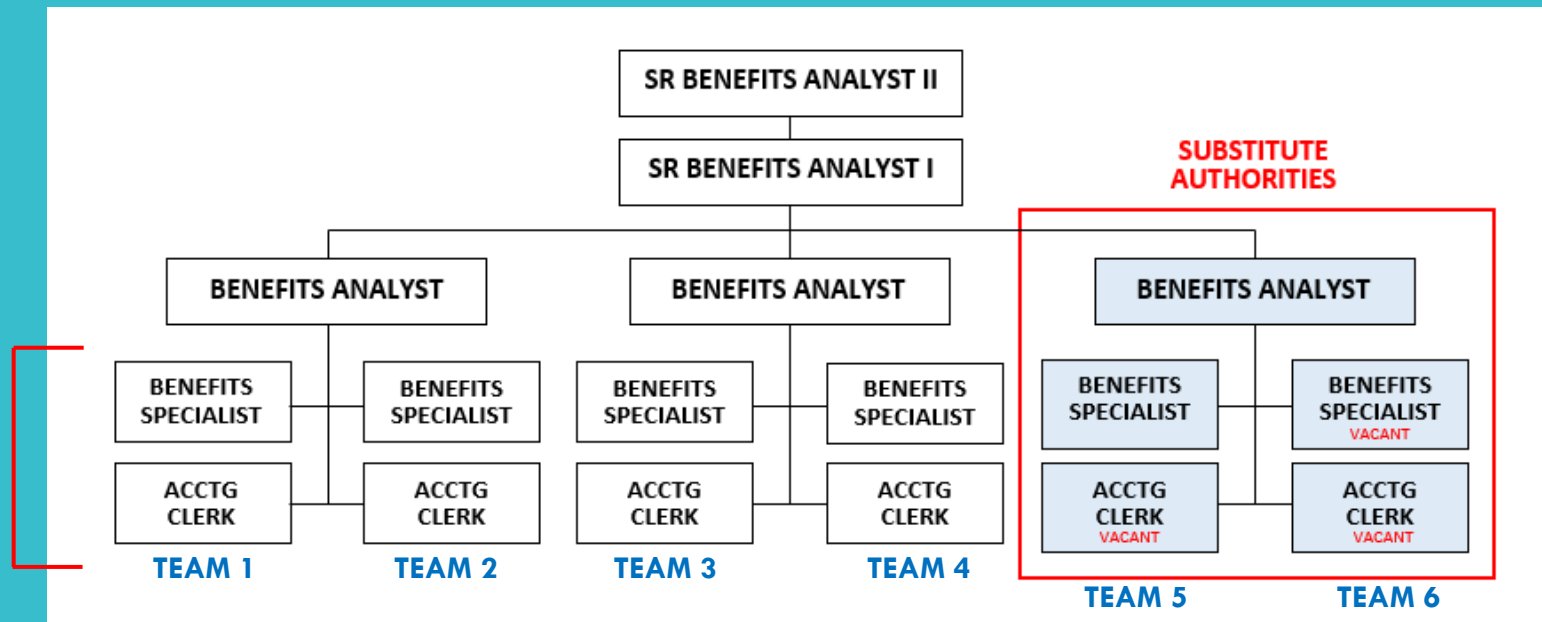 SR BENEFITS ANALYST II
SR BENEFITS ANALYST I
SUBSTITUTE
AUTHORITIES
BENEFITS ANALYST
BENEFITS ANALYST
BENEFITS ANALYST
BENEFITS
SPECIALIST
BENEFITS
SPECIALIST
BENEFITS
SPECIALIST
BENEFITS
SPECIALIST
BENEFITS
SPECIALIST
BENEFITS
SPECIALIST
VACANT
ACCTG
CLERK
ACCTG
CLERK
ACCTG
CLERK
ACCTG
CLERK
ACCTG
CLERK
VACANT
ACCTG
CLERK
VACANT
TEAM 1
TEAM 2
TEAM 3
TEAM 4
TEAM 5
TEAM 6